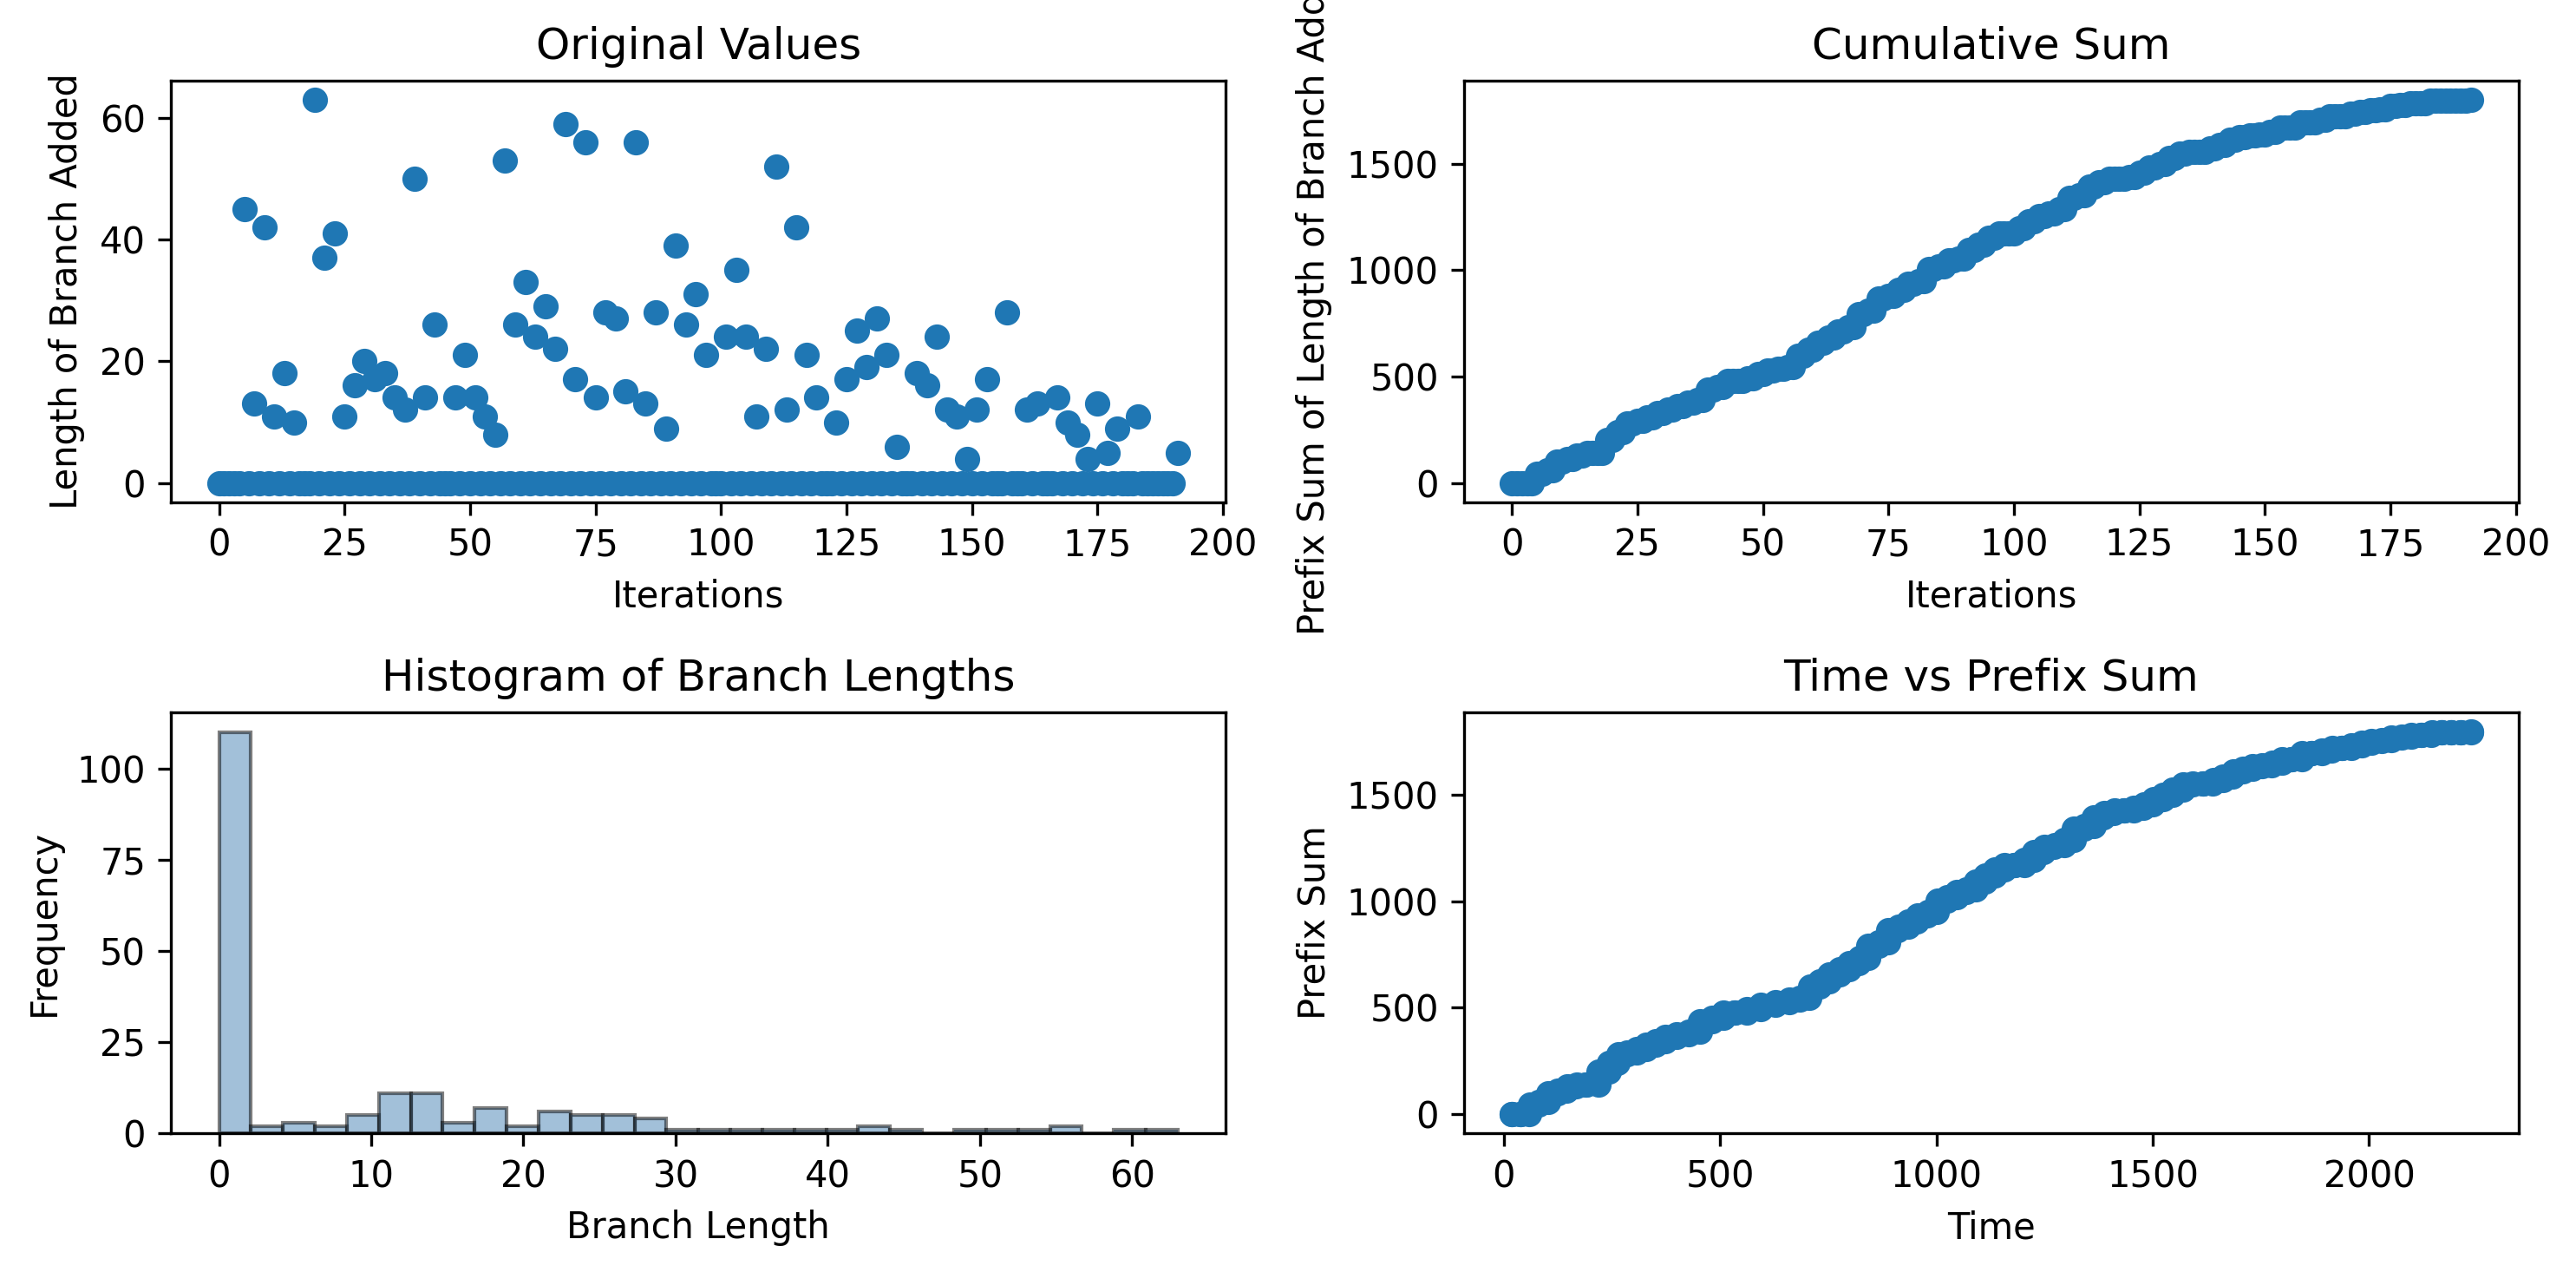 Original Values
Length of Branch Added
60
40
20
0
0 25 50 75 100 125 150 175 200
Iterations
Cumulative Sum
Prefix Sum of Length of Branch
1500
1000
500
0
0 25 50 75 100 125 150 175 200
Iterations
Histogram of Branch Lengths
Frequency
100
75
50
25
0
0 10 20 30 40 50 60
Branch Length
Time vs Prefix Sum
Prefix Sum
1500
1000
500
0
0 500 1000 1500 2000
Time